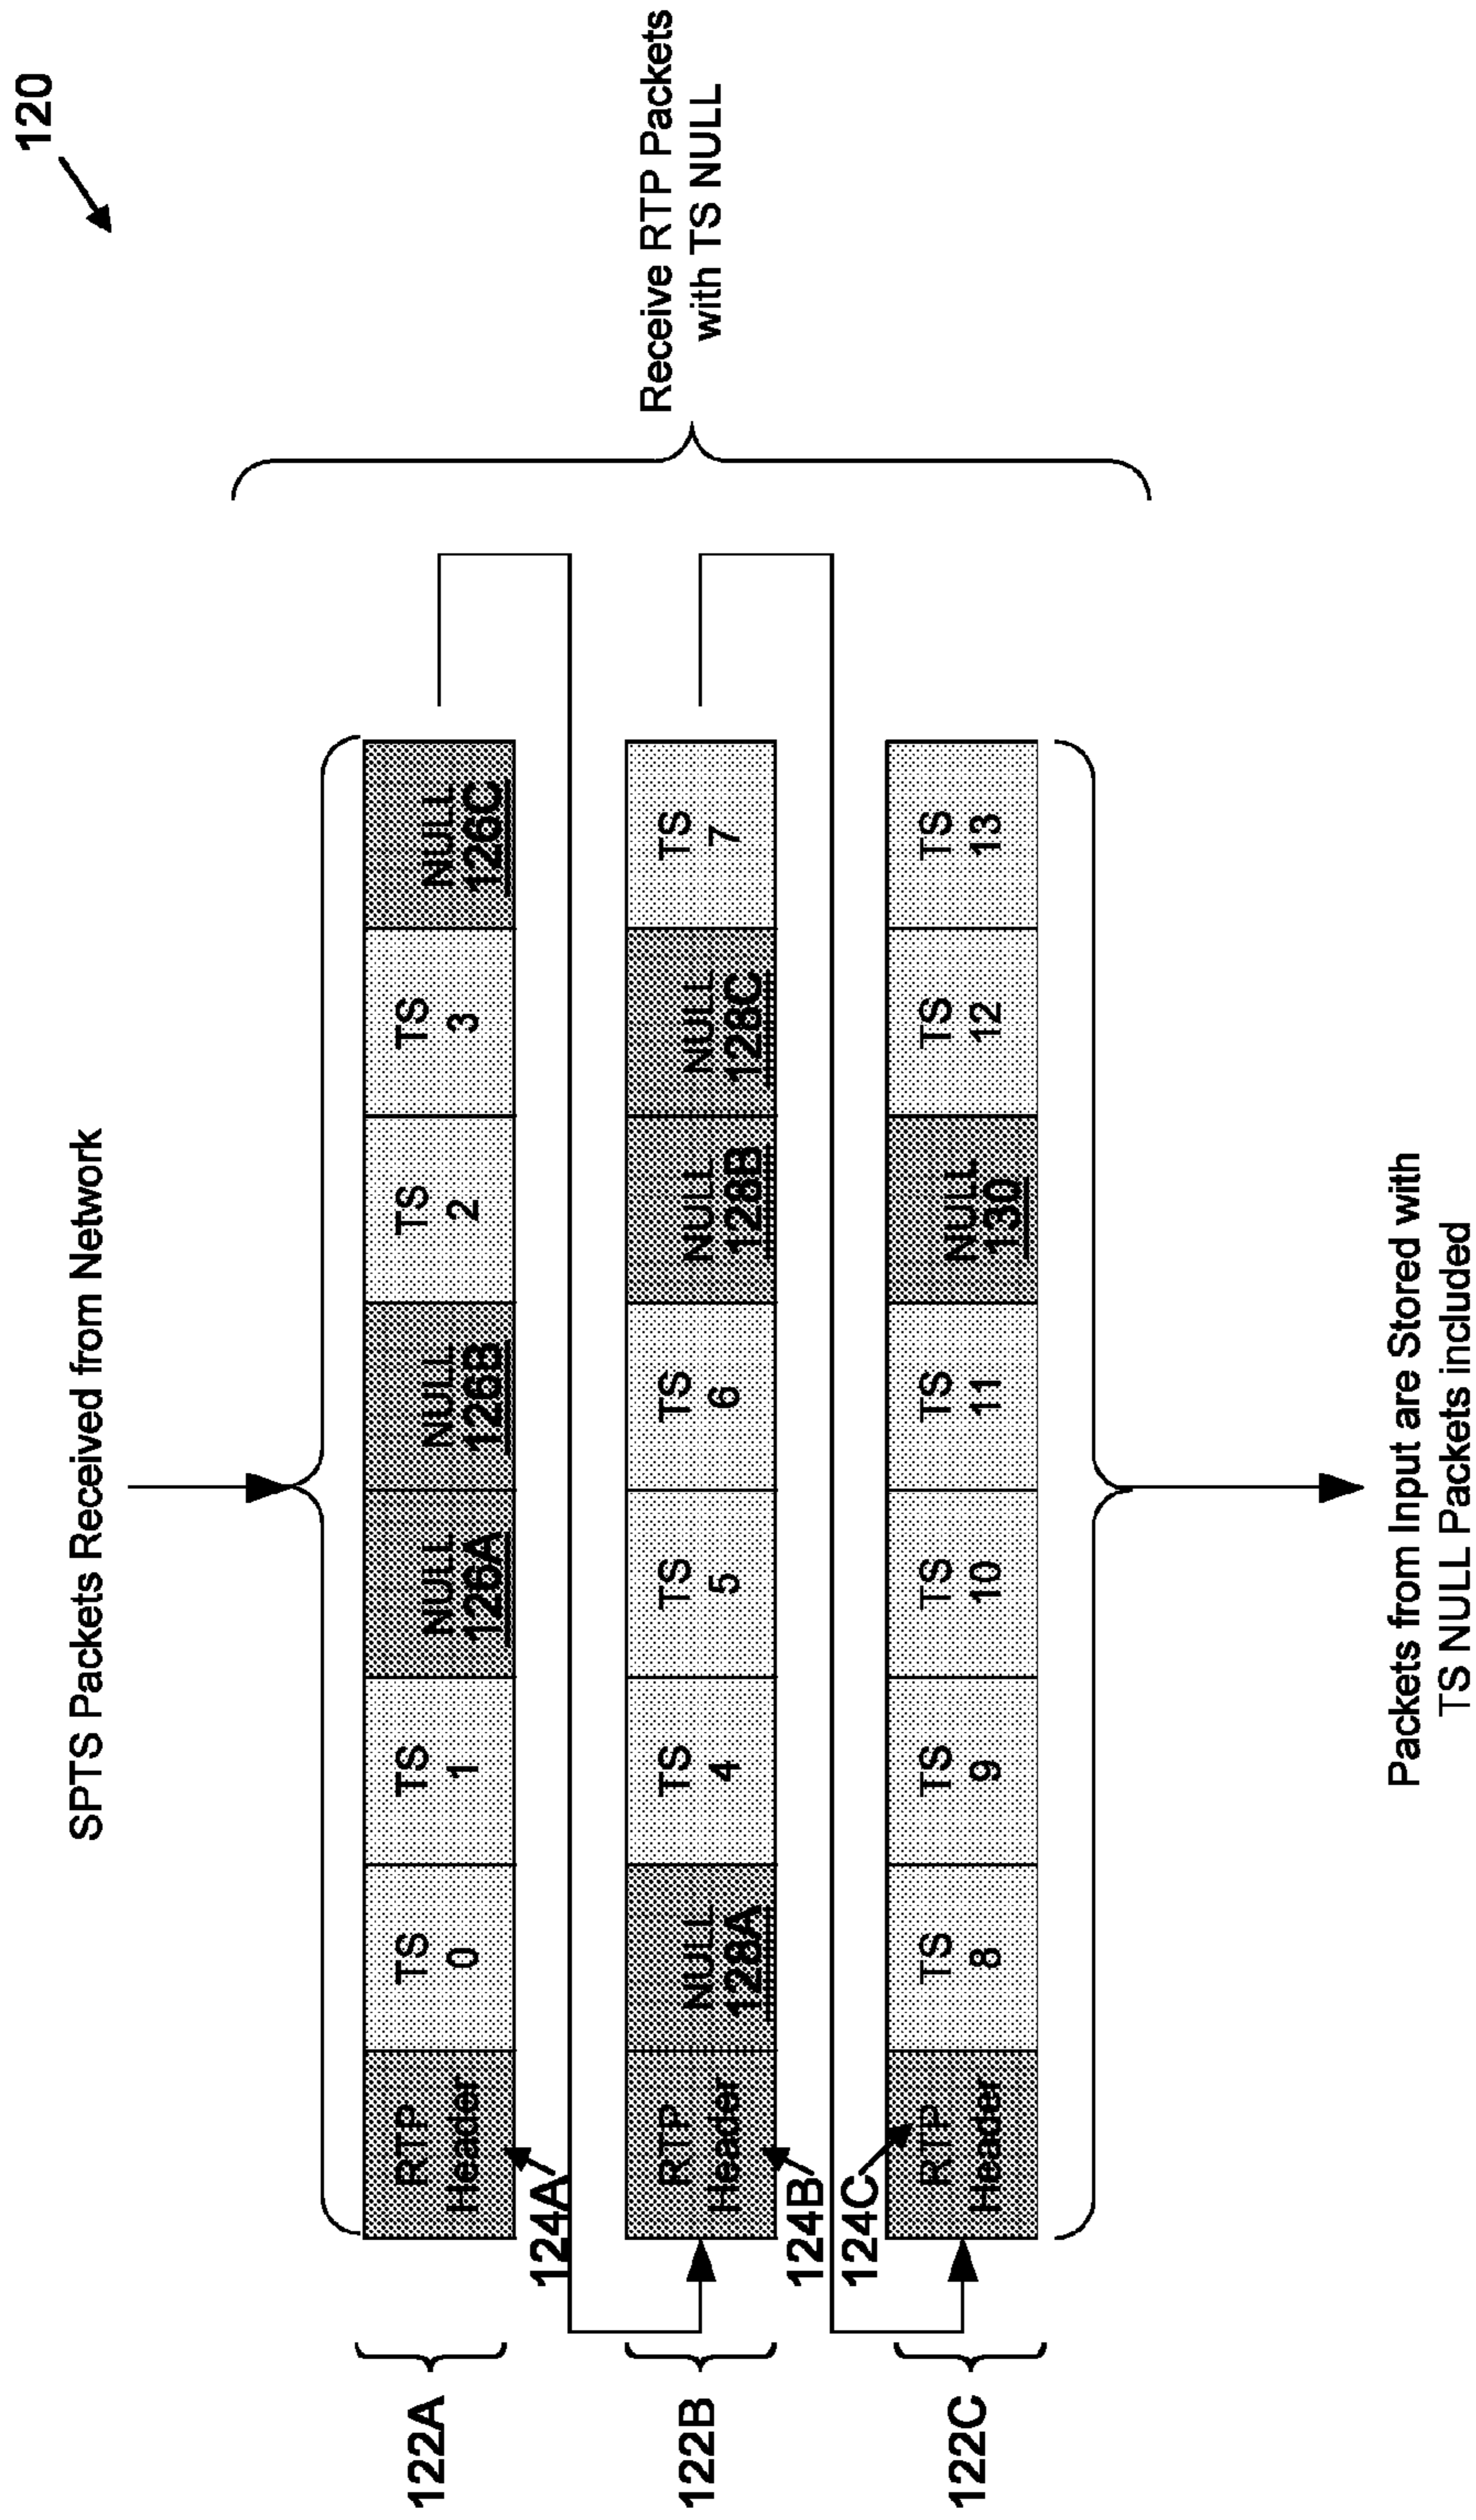 120
SPTS Packets Received from Network
122A
RTP
Header
TS
0
TS
1
NULL
126A
NULL
126B
TS
2
TS
3
NULL
126C
124A
Receive RTP Packets
with TS NULL
122B
RTP
Header
NULL
128A
TS
4
TS
5
TS
6
NULL
128B
NULL
128C
TS
7
124B
124C
122C
RTP
Header
TS
8
TS
9
TS
10
TS
11
NULL
130
TS
12
TS
13
Packets from Input are Stored with
TS NULL Packets included